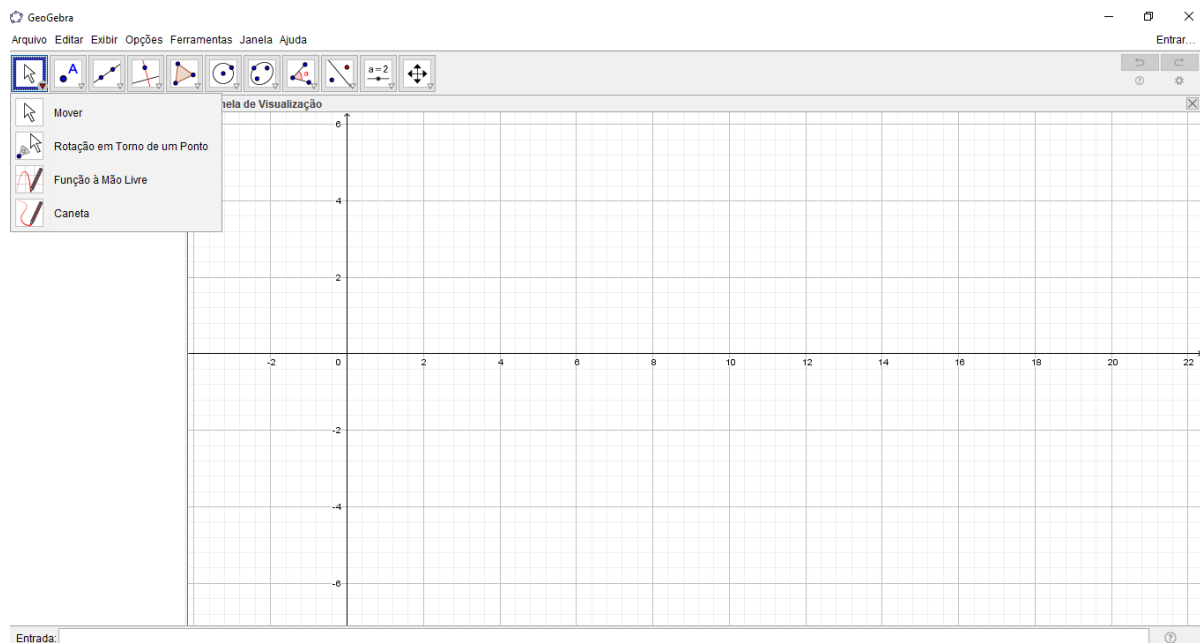 GeoGebra
Arquivo Editar Exibir Opções Ferramentas Janela Ajuda
Entrar...
A
α
a=2
Mover
Rotação em Torno de um Ponto
Função à Mão Livre
Caneta
nela de Visualização
6
4
2
-2 0 2 4 6 8 10 12 14 16 18 20 22
-2
-4
-6
Entrada: